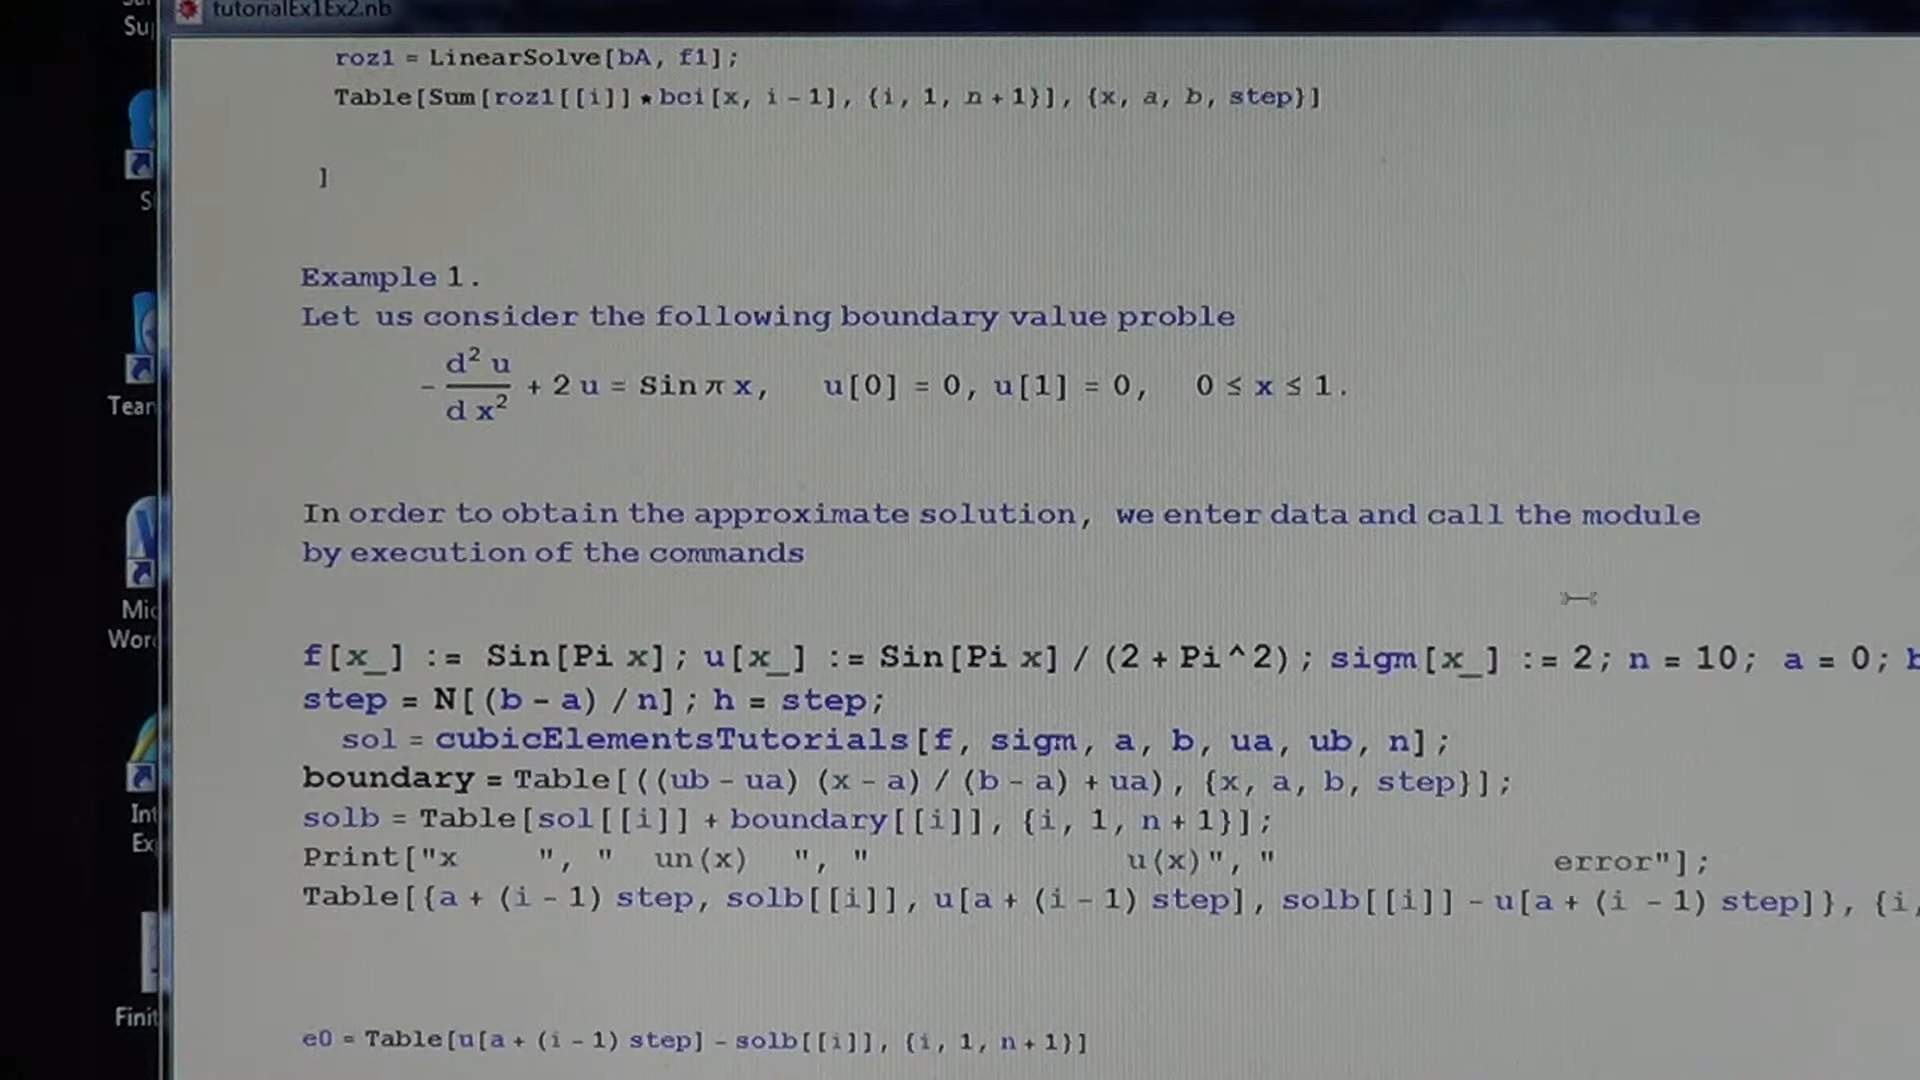 tutorialEx1Ex2.nb
roz1 = LinearSolve[bA, f1];
Table[Sum[roz1[[i]] * bci[x, i - 1], {i, 1, n + 1}], {x, a, b, step}]
]
Example 1.
Let us consider the following boundary value proble
- d² u / d x² + 2 u = Sin π x, u[0] = 0, u[1] = 0, 0 ≤ x ≤ 1.
In order to obtain the approximate solution, we enter data and call the module
by execution of the commands
f[x_] := Sin[Pi x]; u[x_] := Sin[Pi x] / (2 + Pi^2); sigm[x_] := 2; n = 10; a = 0; b
step = N[(b - a) / n]; h = step;
sol = cubicElementsTutorials[f, sigm, a, b, ua, ub, n];
boundary = Table[((ub - ua) (x - a) / (b - a) + ua), {x, a, b, step}];
solb = Table[sol[[i]] + boundary[[i]], {i, 1, n + 1}];
Print["x ", " un(x) ", " u(x)", " error"];
Table[{a + (i - 1) step, solb[[i]], u[a + (i - 1) step], solb[[i]] - u[a + (i - 1) step]}, {i,
e0 = Table[u[a + (i - 1) step] - solb[[i]], {i, 1, n + 1}]
Su
S
Tea
Mic
Wor
Int
Ex
Finit